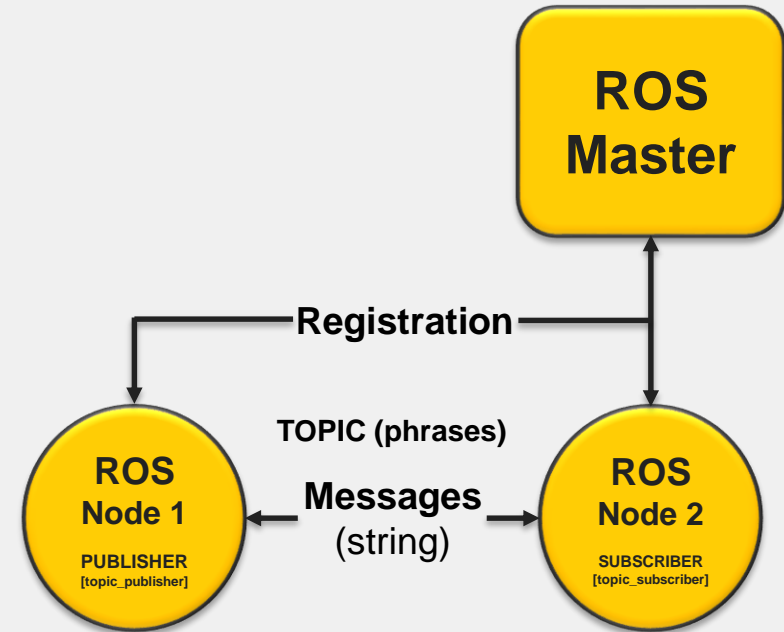 ROS
Master
Registration
TOPIC (phrases)
ROS
Node 1
PUBLISHER
[topic_publisher]
Messages
(string)
ROS
Node 2
SUBSCRIBER
[topic_subscriber]